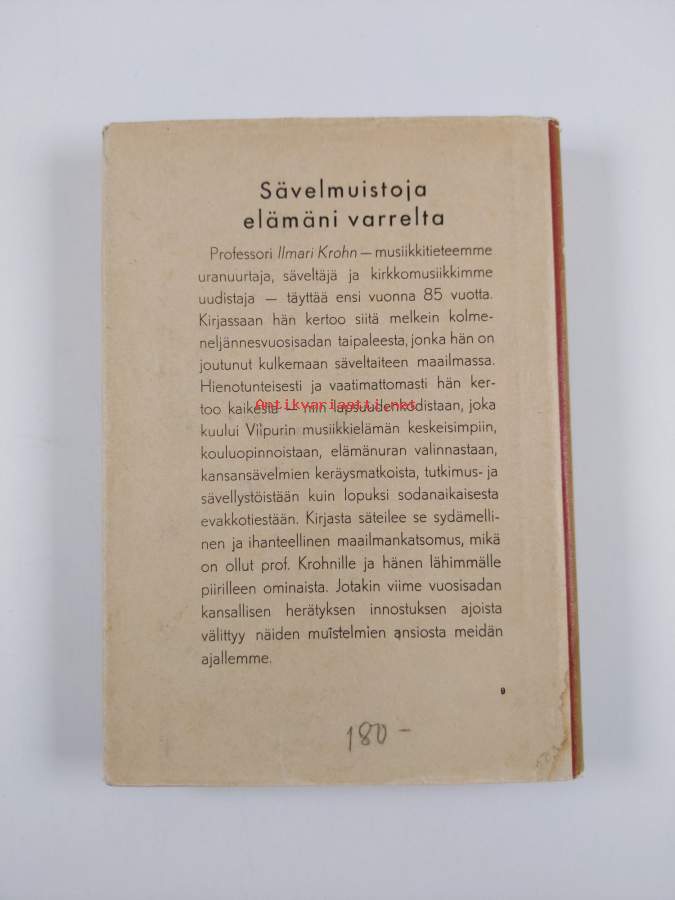 Sävelmuistoja
elämäni varrelta
Professori Ilmari Krohn — musiikkitieteemme
uranuurtaja, säveltäjä ja kirkkomusiikkimme
uudistaja — täyttää ensi vuonna 85 vuotta.
Kirjassaan hän kertoo siitä melkein kolme-
neljännesvuosisadan taipaleesta, jonka hän on
joutunut kulkemaan säveltaiteen maailmassa.
Hienotunteisesti ja vaatimattomasti hän ker-
too kaikesta — niin lapsuudenkodistaan, joka
Antikvariaatti.net
kuului Viipurin musiikkielämän keskeisimpiin,
kouluopinnoistaan, elämänuran valinnastaan,
kansansävelmien keräysmatkoista, tutkimus- ja
sävellystöistään kuin lopuksi sodanaikaisesta
evakkotiestään. Kirjasta säteilee se sydämelli-
nen ja ihanteellinen maailmankatsomus, mikä
on ollut prof. Krohnille ja hänen lähimmälle
piirilleen ominaista. Jotakin viime vuosisadan
kansallisen herätyksen innostuksen ajoista
välittyy näiden muistelmien ansiosta meidän
ajallemme.
9
180 —